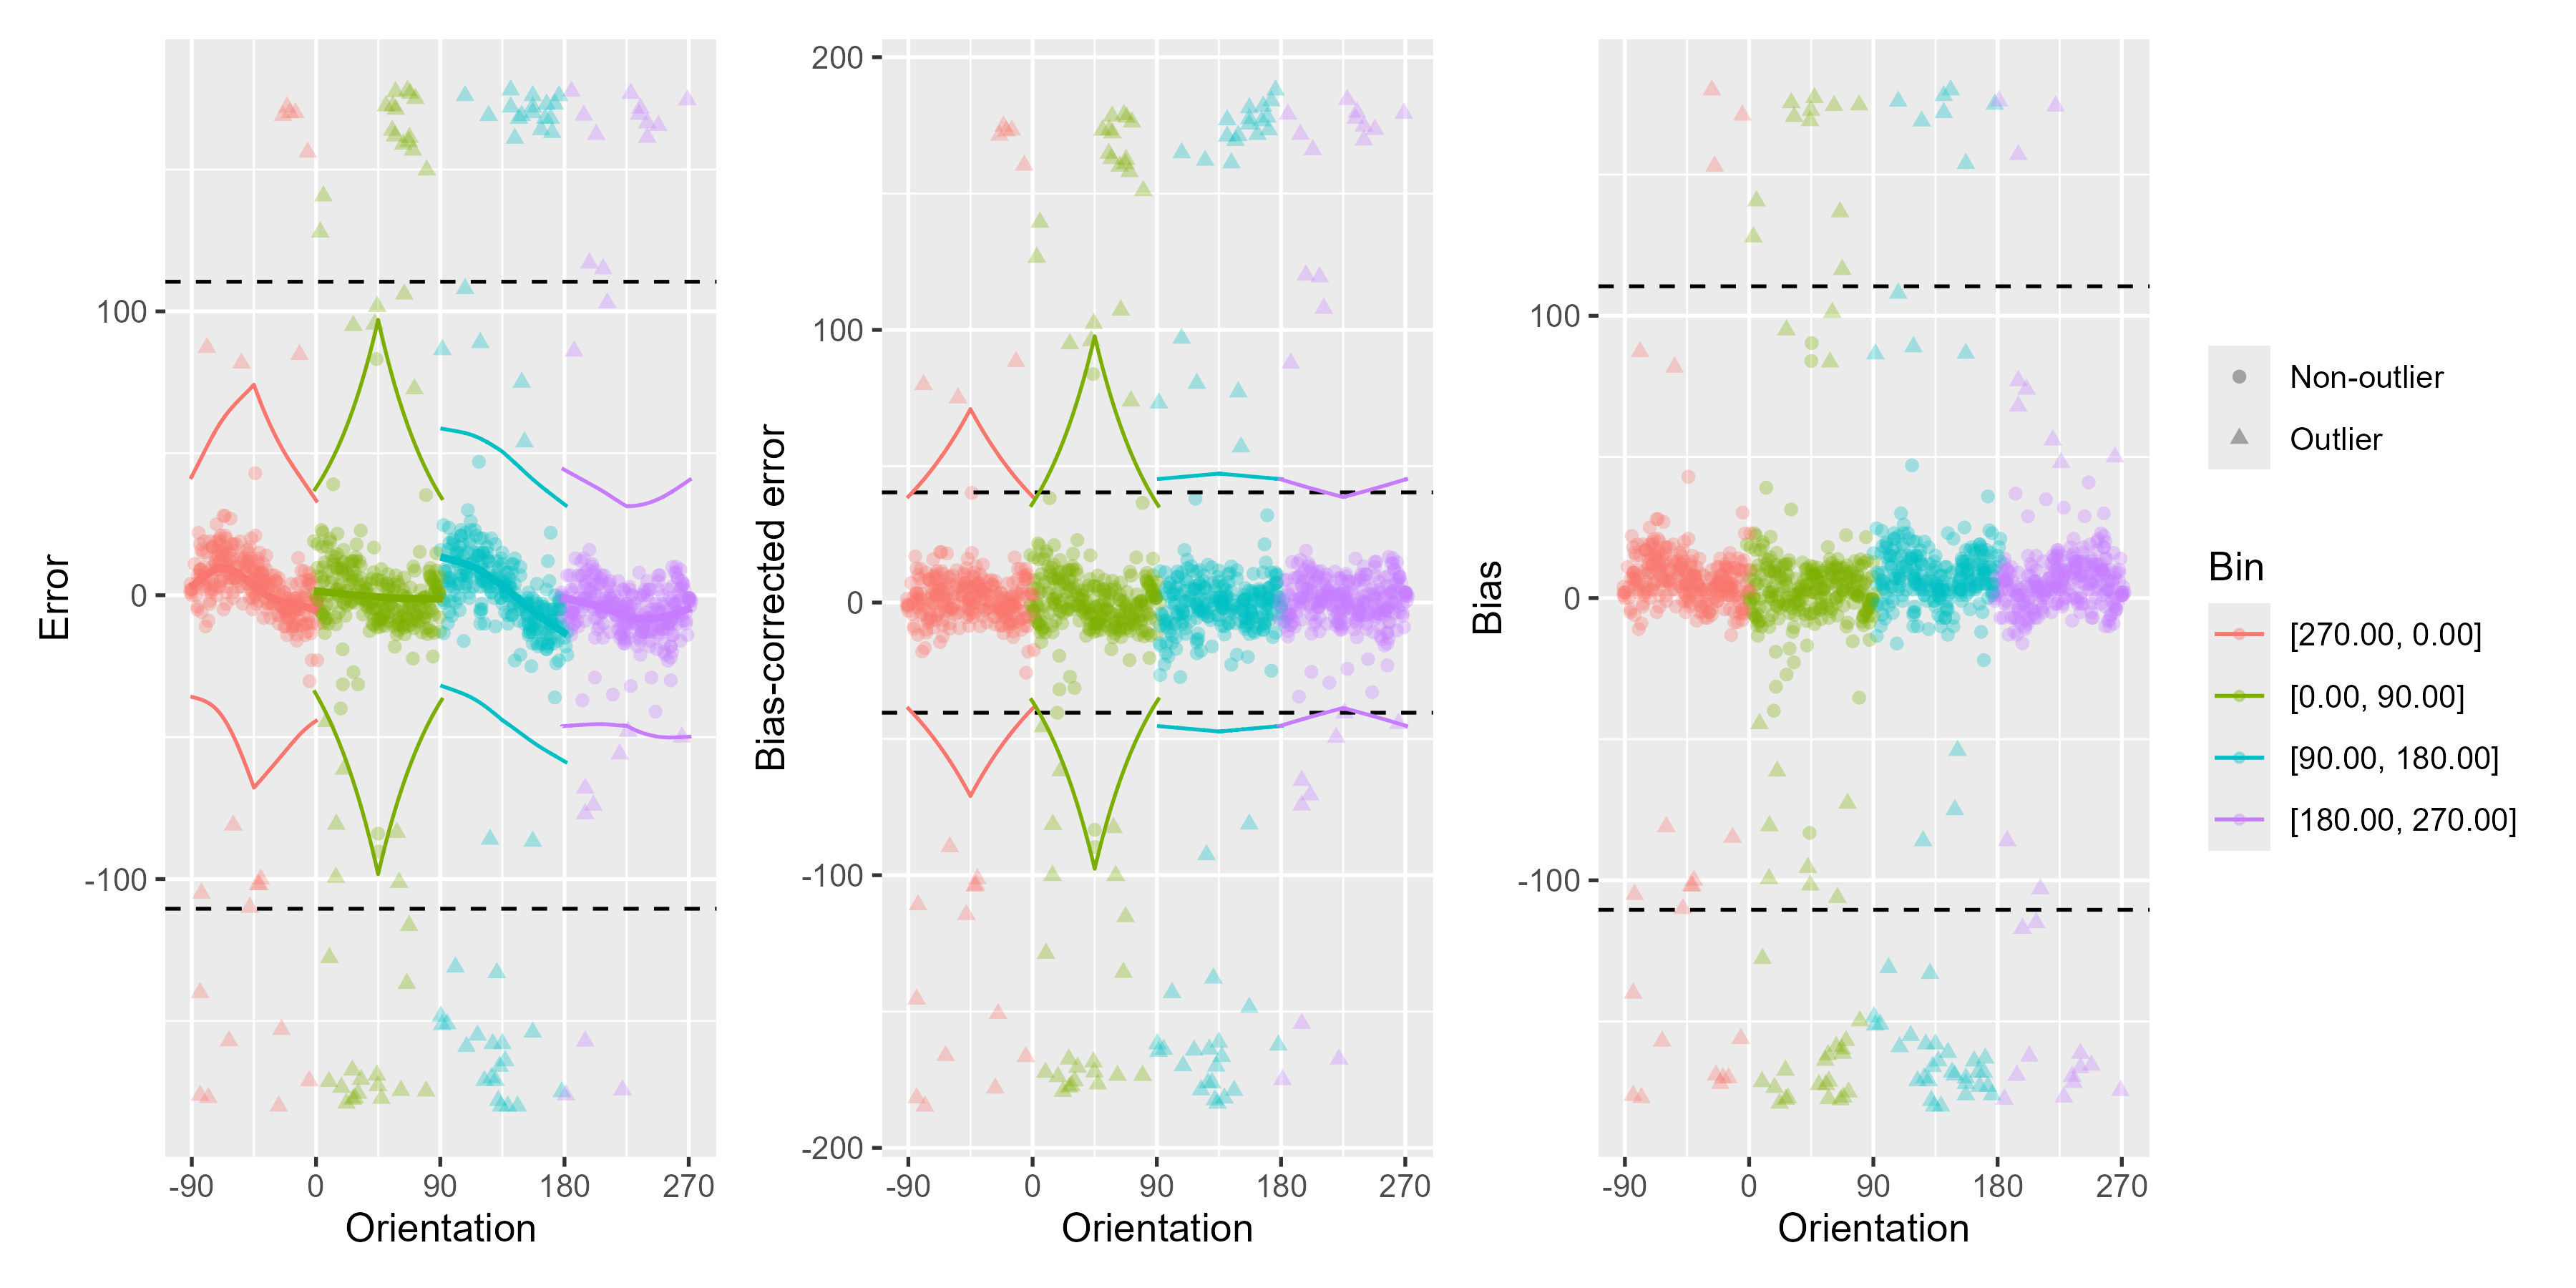 Error
100
0
-100
-90 0 90 180 270
Orientation
Bias-corrected error
200
100
0
-100
-200
-90 0 90 180 270
Orientation
Bias
100
0
-100
-90 0 90 180 270
Orientation
Non-outlier
Outlier
Bin
[270.00, 0.00]
[0.00, 90.00]
[90.00, 180.00]
[180.00, 270.00]